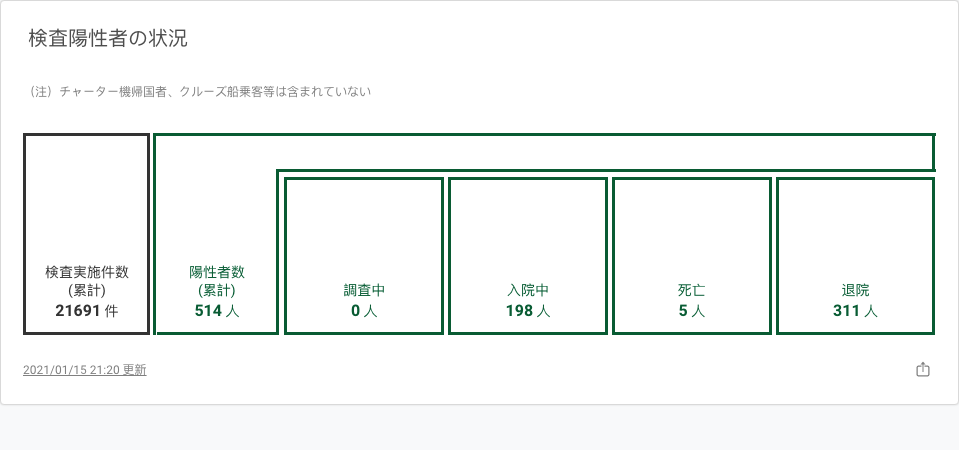 検査陽性者の状況
（注）チャーター機帰国者、クルーズ船乗客等は含まれていない
検査実施件数
(累計)
21691 件
陽性者数
(累計)
514 人
調査中
0 人
入院中
198 人
死亡
5 人
退院
311 人
2021/01/15 21:20 更新